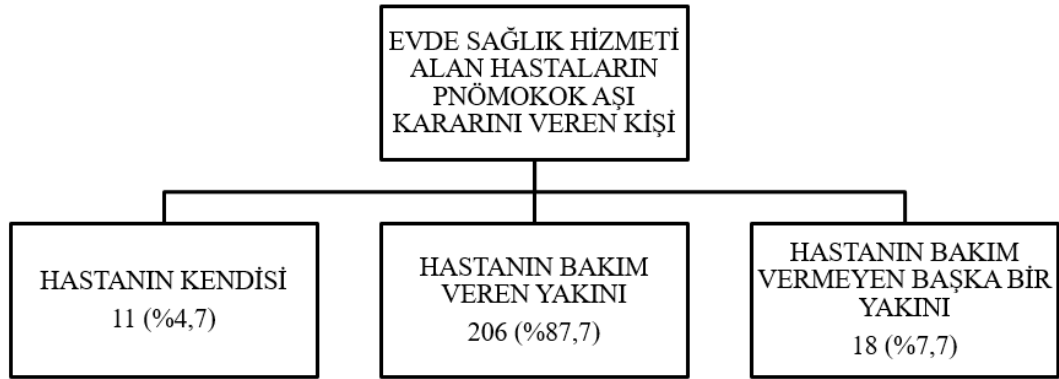 EVDE SAĞLIK HİZMETİ
ALAN HASTALARIN
PNÖMOKOK AŞI
KARARINI VEREN KİŞİ
HASTANIN KENDİSİ
11 (%4,7)
HASTANIN BAKIM
VEREN YAKINI
206 (%87,7)
HASTANIN BAKIM
VERMEYEN BAŞKA BİR
YAKINI
18 (%7,7)